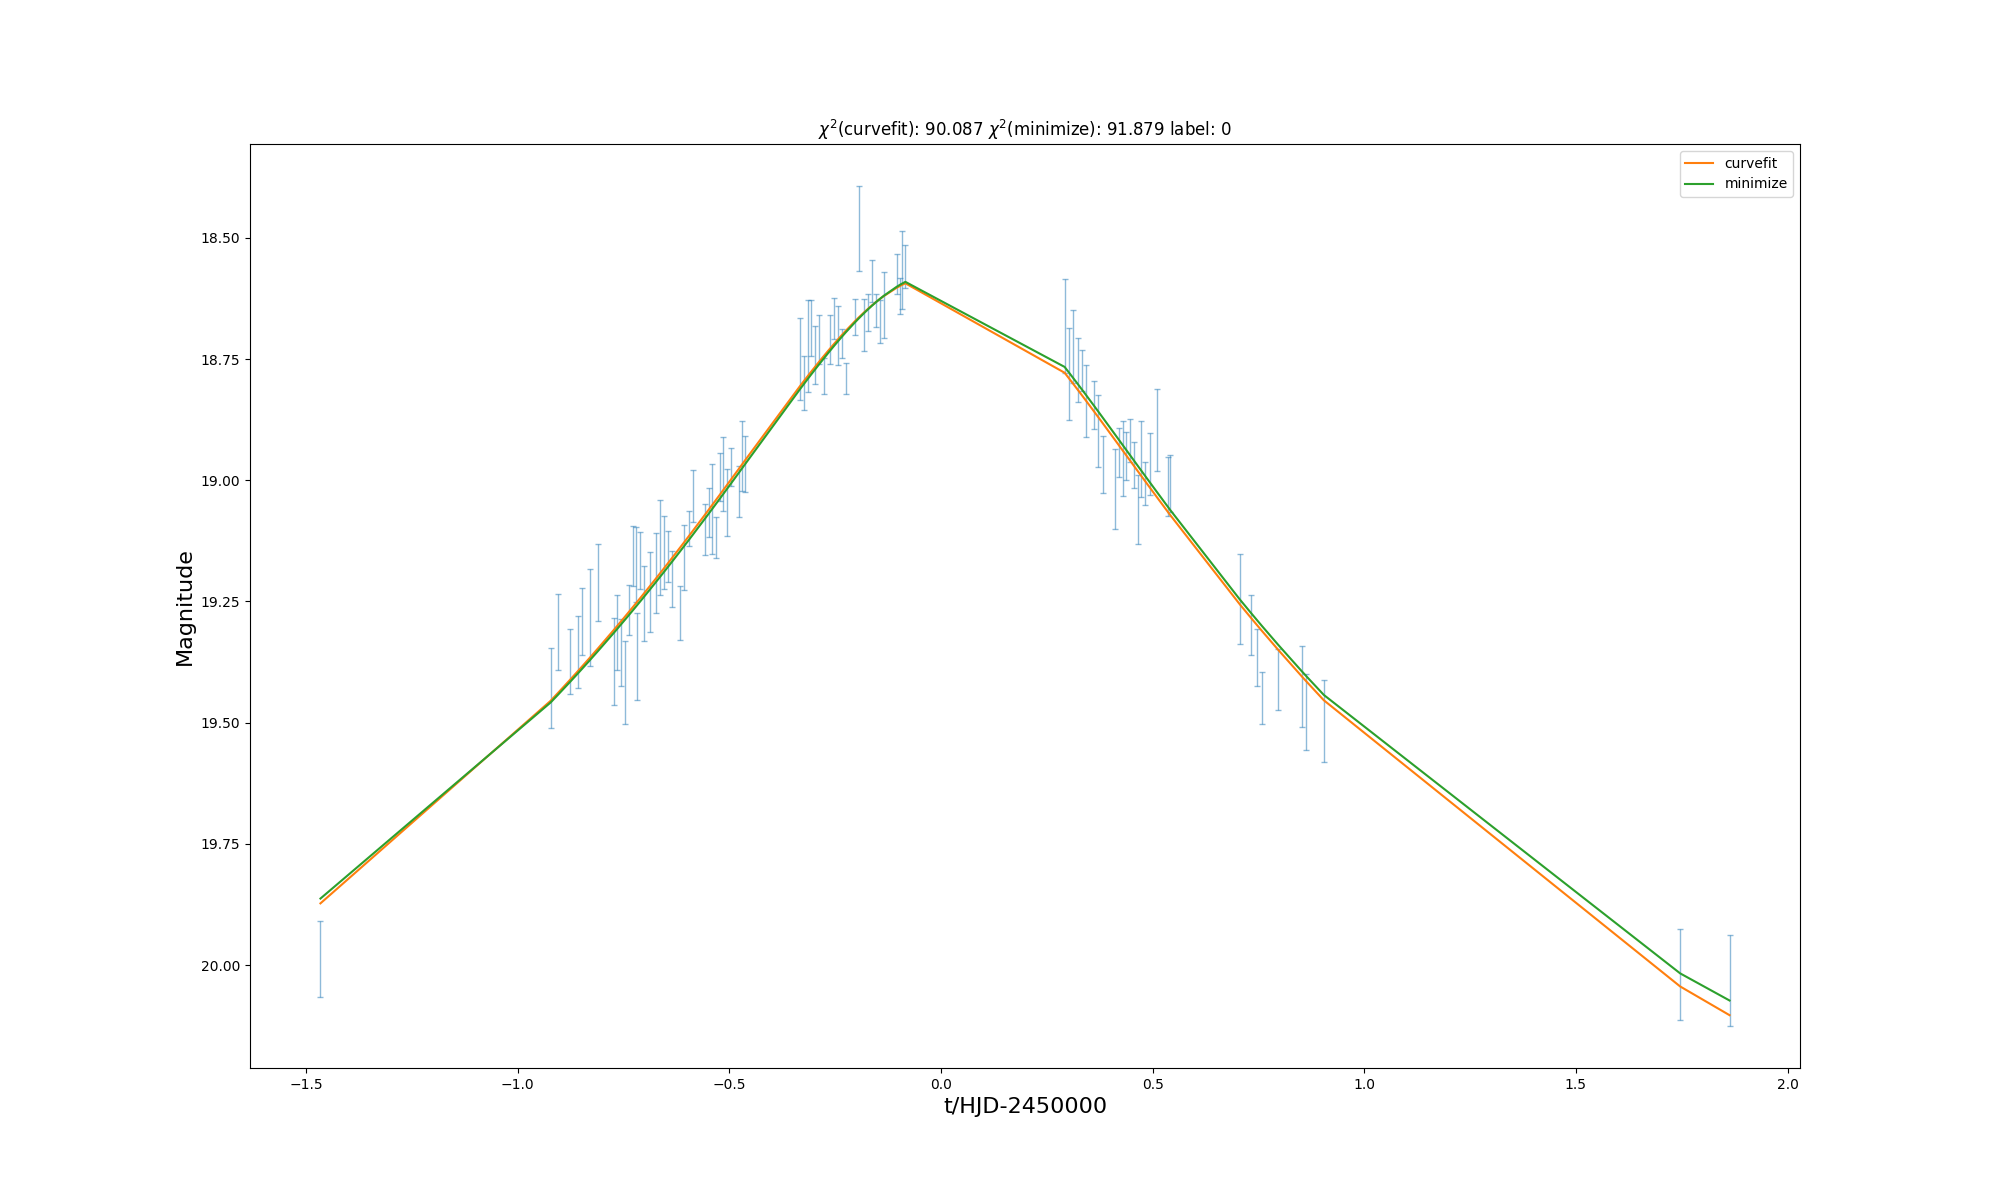 χ²(curvefit): 90.087 χ²(minimize): 91.879 label: 0
curvefit
minimize
18.50
18.75
19.00
19.25
19.50
19.75
20.00
Magnitude
−1.5 −1.0 −0.5 0.0 0.5 1.0 1.5 2.0
t/HJD-2450000